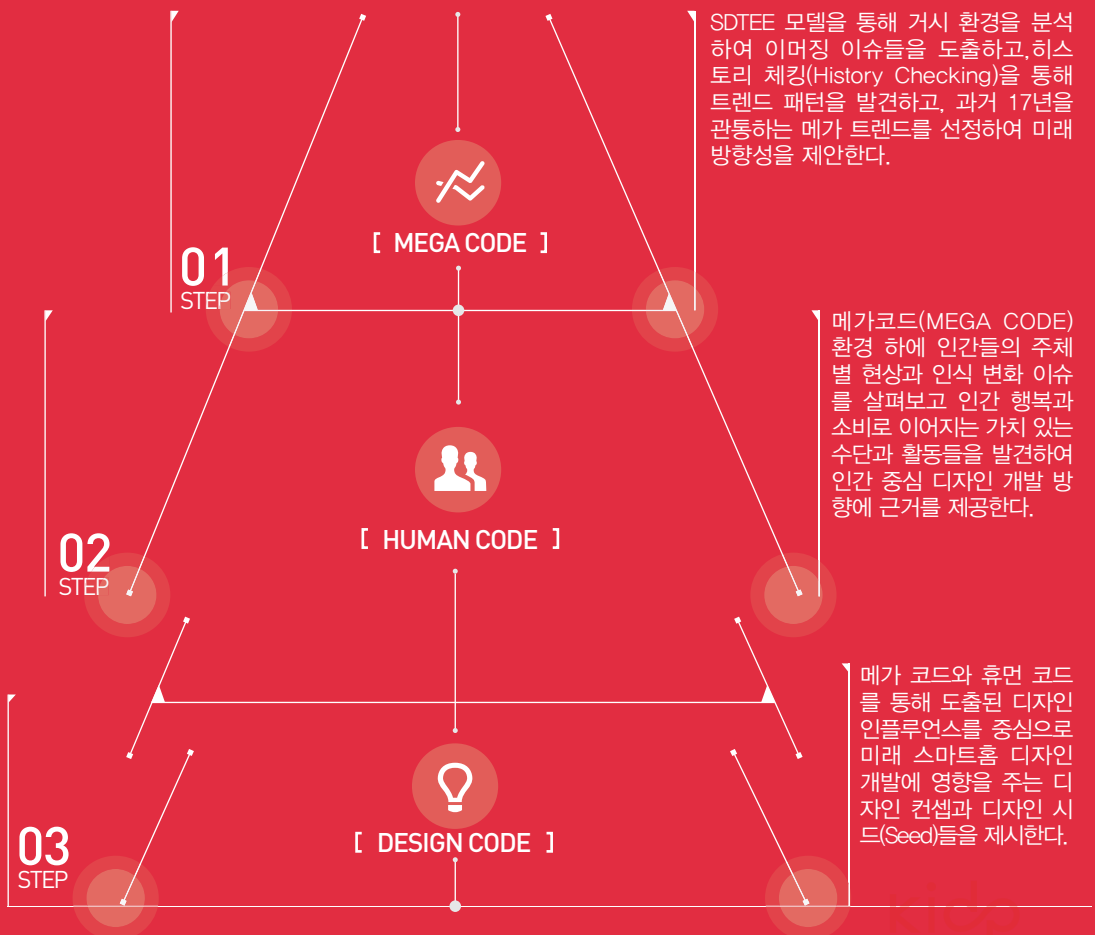 SDTEE 모델을 통해 거시 환경을 분석
하여 이머징 이슈들을 도출하고,히스
토리 체킹(History Checking)을 통해
트렌드 패턴을 발견하고, 과거 17년을
관통하는 메가 트렌드를 선정하여 미래
방향성을 제안한다.
[ MEGA CODE ]
01
STEP
메가코드(MEGA CODE)
환경 하에 인간들의 주체
별 현상과 인식 변화 이슈
를 살펴보고 인간 행복과
소비로 이어지는 가치 있는
수단과 활동들을 발견하여
인간 중심 디자인 개발 방
향에 근거를 제공한다.
[ HUMAN CODE ]
02
STEP
메가 코드와 휴먼 코드
를 통해 도출된 디자인
인플루언스를 중심으로
미래 스마트홈 디자인
개발에 영향을 주는 디
자인 컨셉과 디자인 시
드(Seed)들을 제시한다.
[ DESIGN CODE ]
03
STEP
kidp